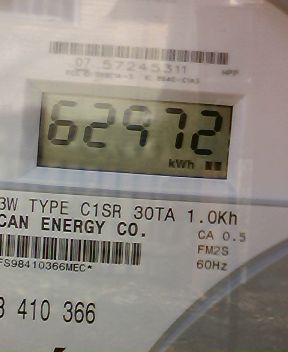 07 57245311
62972
kWh
3W TYPE C1SR 30TA 1.0Kh
CAN ENERGY CO.
CA 0.5
FM2S
60Hz
FS98410366MEC*
3 410 366